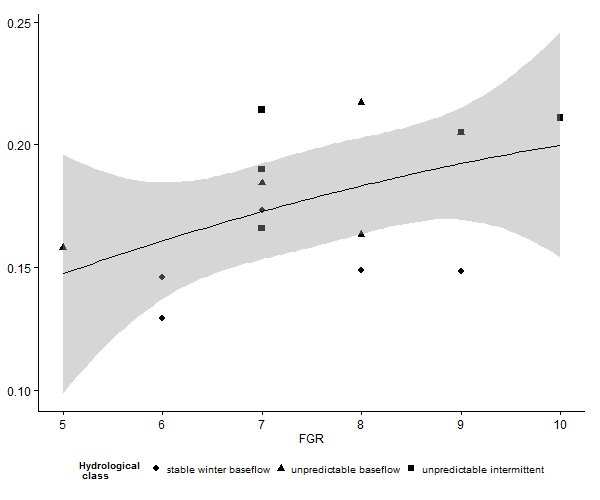 0.25
0.20
0.15
0.10
5 6 7 8 9 10
FGR
Hydrological
class
stable winter baseflow unpredictable baseflow unpredictable intermittent